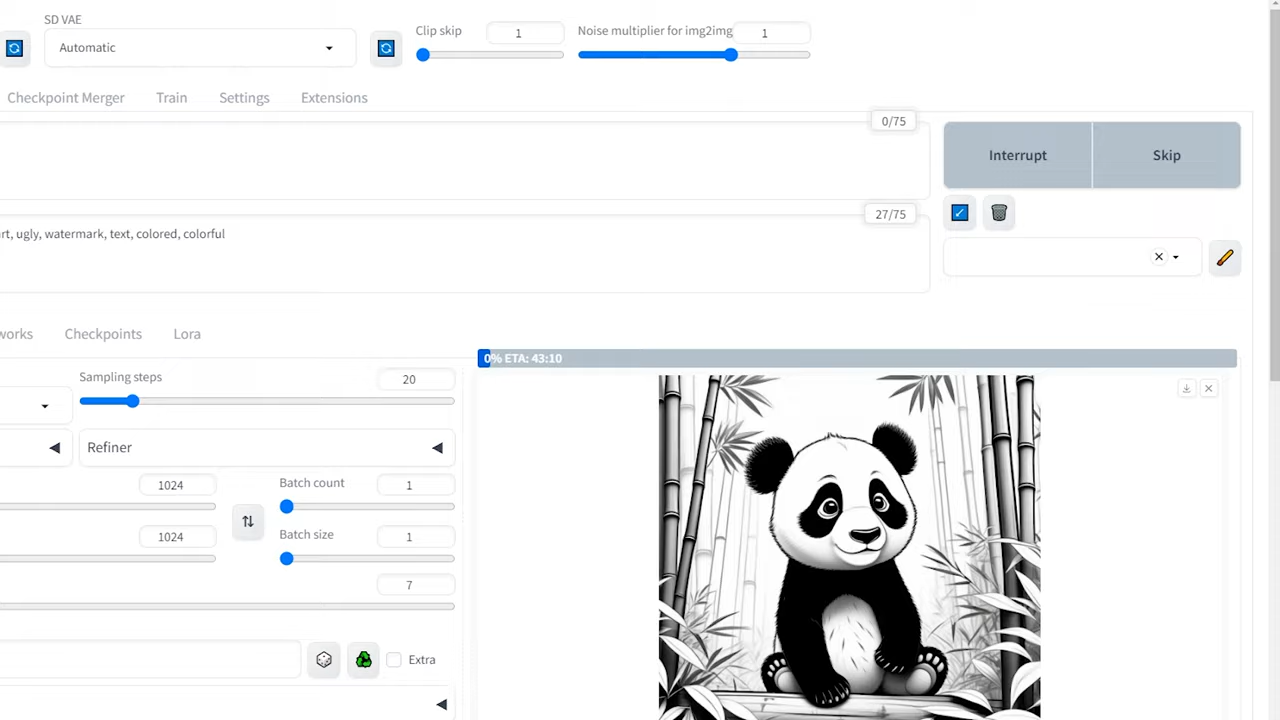 SD VAE
Automatic
Clip skip
1
Noise multiplier for img2img
1
Checkpoint Merger
Train
Settings
Extensions
0/75
Interrupt
Skip
27/75
rt, ugly, watermark, text, colored, colorful
works
Checkpoints
Lora
0% ETA: 43:10
Sampling steps
20
Refiner
1024
Batch count
1
1024
Batch size
1
7
Extra